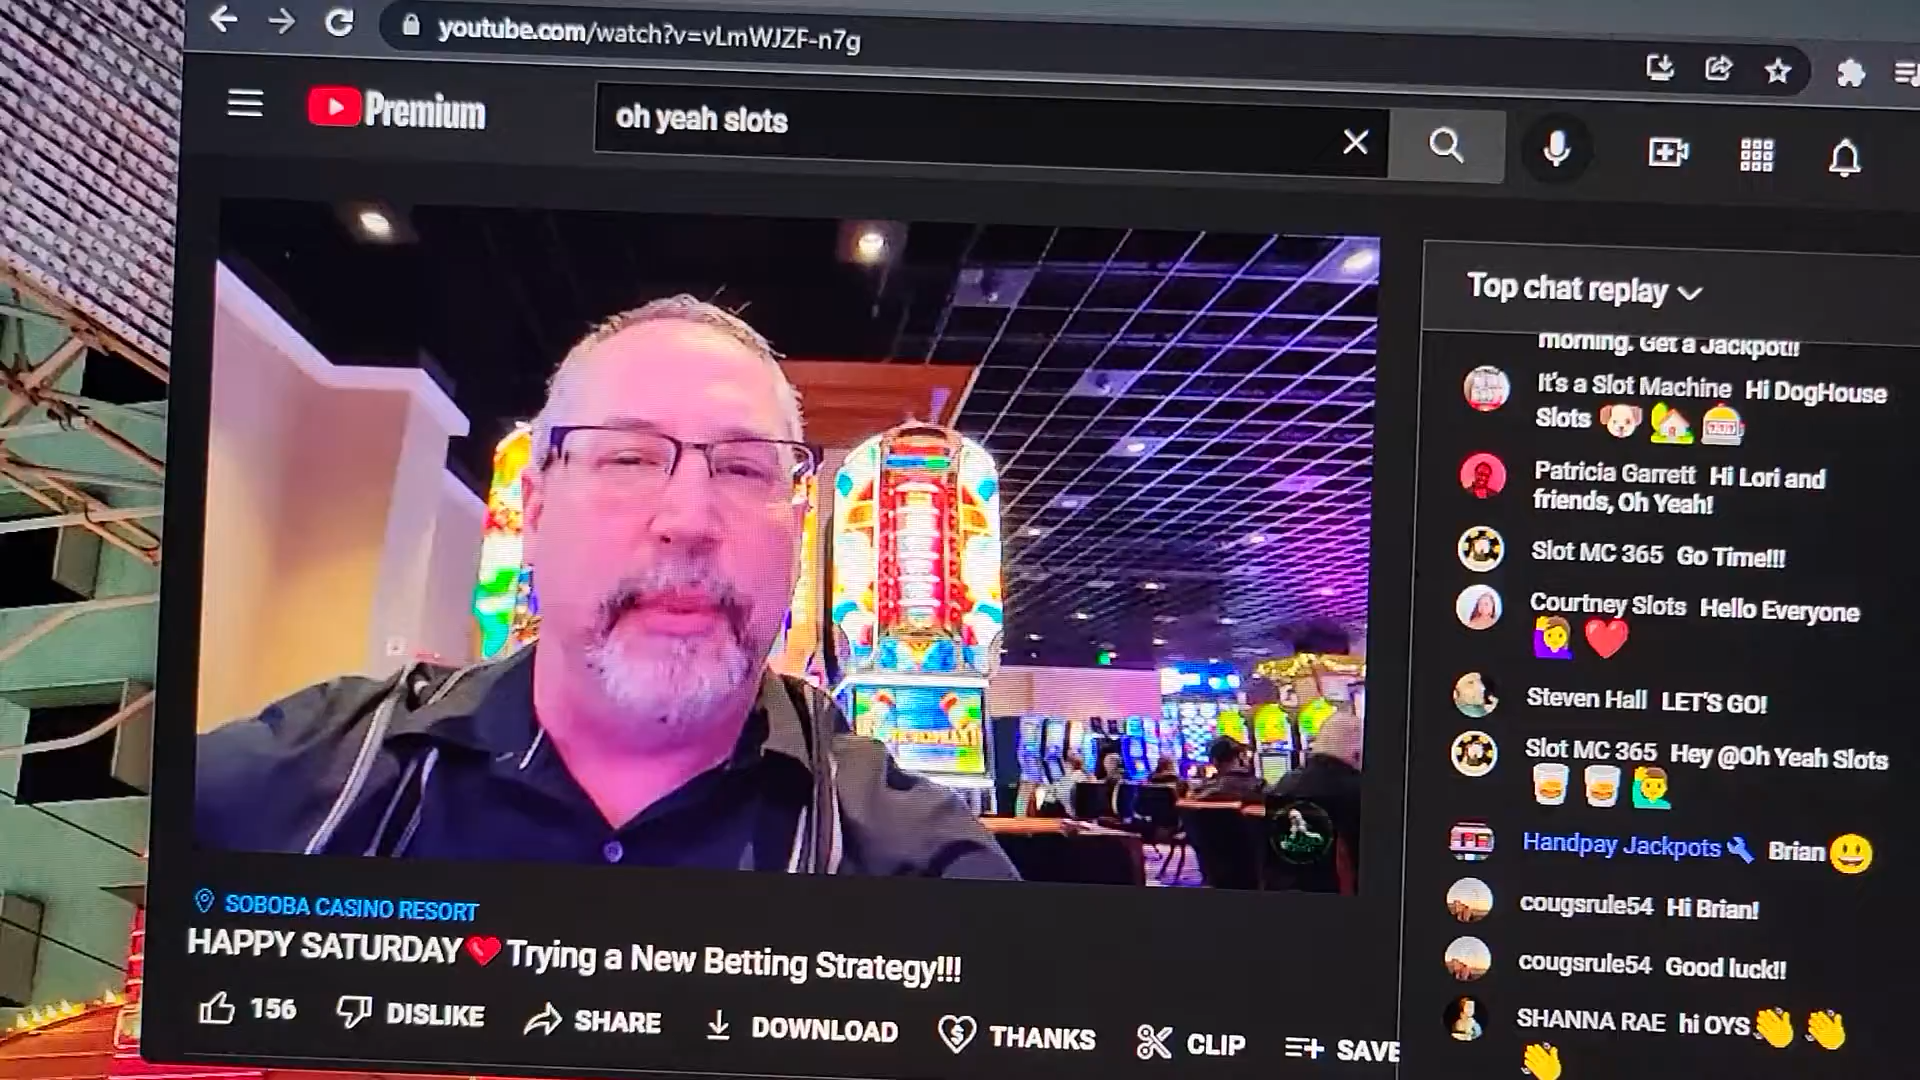 youtube.com/watch?v=vLmWJZF-n7g
Premium
oh yeah slots
Top chat replay
morning. Get a Jackpot!!
It's a Slot Machine Hi DogHouse
Slots 🐶 🏡 🎰
Patricia Garrett Hi Lori and
friends, Oh Yeah!
Slot MC 365 Go Time!!!
Courtney Slots Hello Everyone
🙋‍♀️ ❤️
Steven Hall LET'S GO!
Slot MC 365 Hey @Oh Yeah Slots
🥃 🥃 🙋‍♂️
Handpay Jackpots Brian 😃
cougsrule54 Hi Brian!
cougsrule54 Good luck!!
SHANNA RAE hi OYS 👋 👋
👋
SOBOBA CASINO RESORT
HAPPY SATURDAY❤️Trying a New Betting Strategy!!!
156 DISLIKE SHARE DOWNLOAD THANKS CLIP SAVE